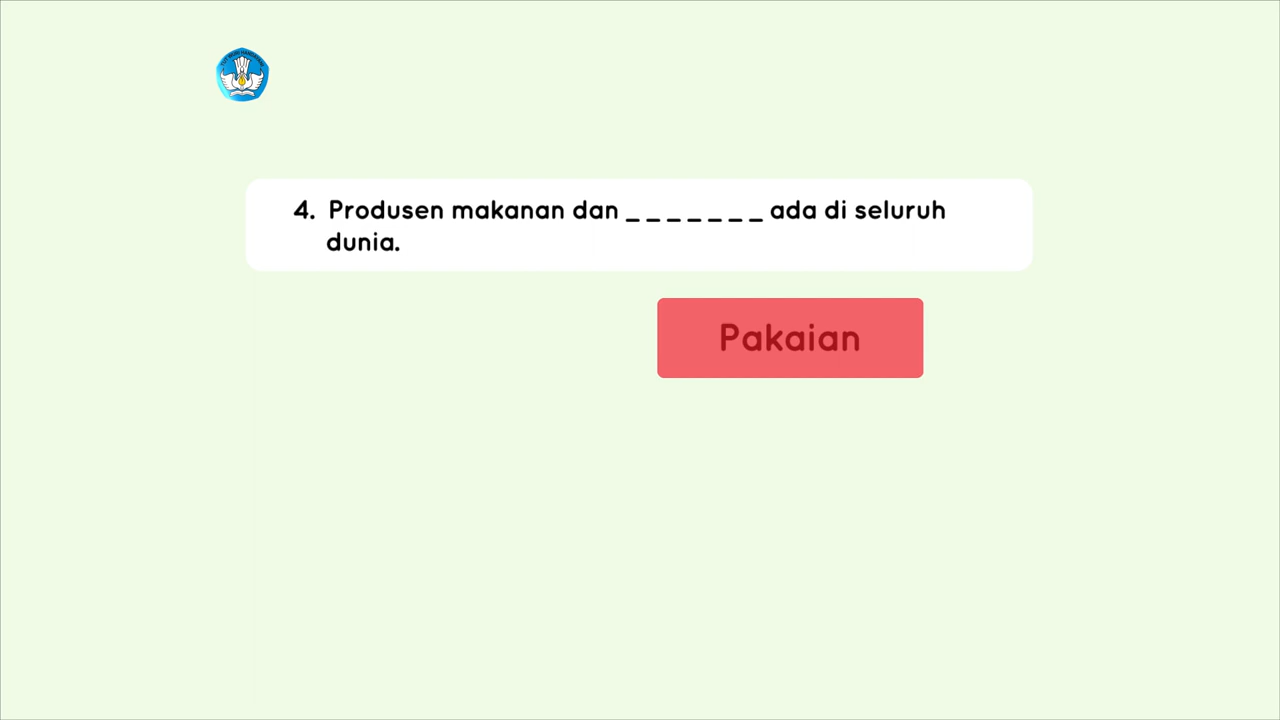 4. Produsen makanan dan _ _ _ _ _ _ _ ada di seluruh
dunia.
Pakaian